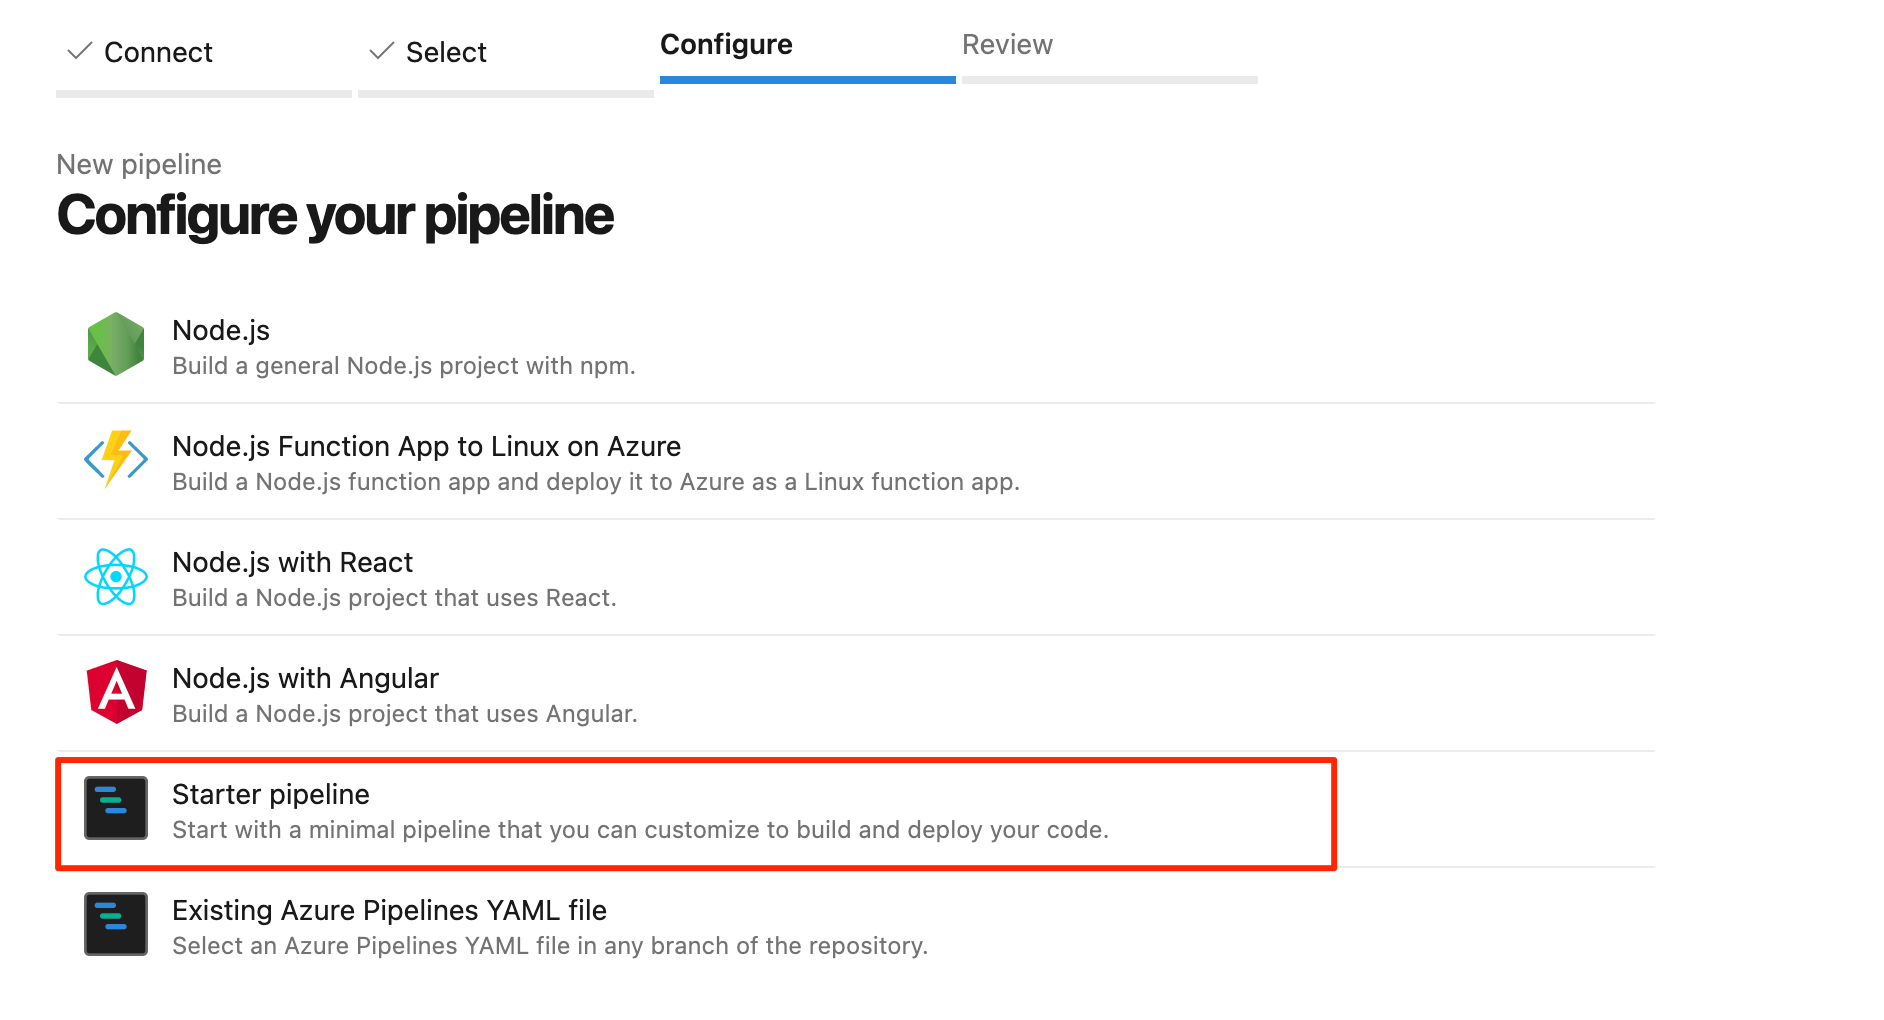 Connect
Select
Configure
Review
New pipeline
Configure your pipeline
Node.js
Build a general Node.js project with npm.
Node.js Function App to Linux on Azure
Build a Node.js function app and deploy it to Azure as a Linux function app.
Node.js with React
Build a Node.js project that uses React.
Node.js with Angular
Build a Node.js project that uses Angular.
Starter pipeline
Start with a minimal pipeline that you can customize to build and deploy your code.
Existing Azure Pipelines YAML file
Select an Azure Pipelines YAML file in any branch of the repository.